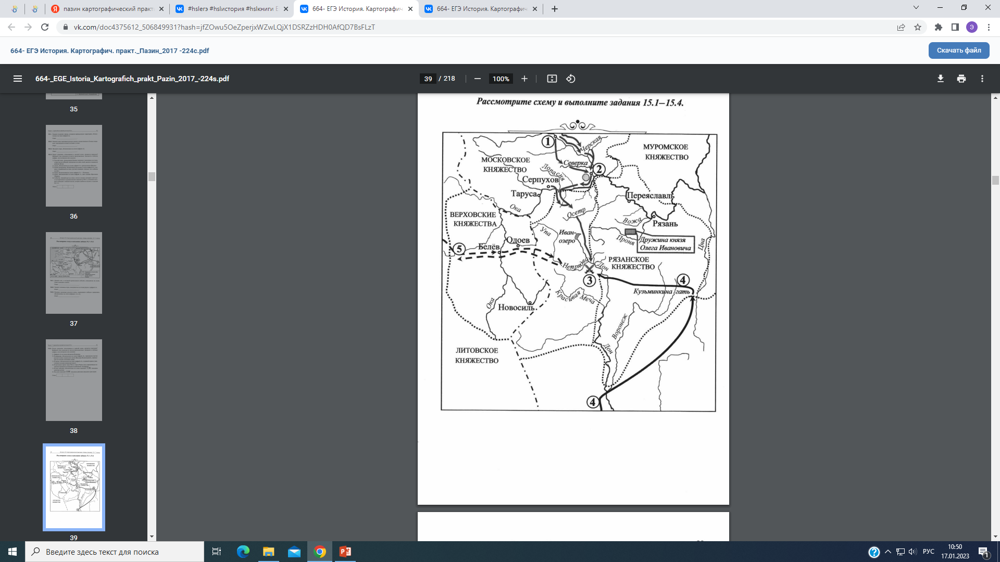 пазин картографический практ
#hslегэ #hslистория #hslкниги Е
664- ЕГЭ История. Картографич
664- ЕГЭ История. Картографич
vk.com/doc4375612_506849931?hash=jfZOwu5OeZperjxWZwLQjX1DSRZzHDH0AfQD7BsFLzT
Э
664- ЕГЭ История. Картографич. практ._Пазин_2017 -224с.pdf
Скачать файл
664-_EGE_Istoria_Kartografich_prakt_Pazin_2017_-224s.pdf
39 / 218
100%
35
36
37
38
39
Рассмотрите схему и выполните задания 15.1–15.4.
1
Черская
МУРОМСКОЕ
КНЯЖЕСТВО
МОСКОВСКОЕ
КНЯЖЕСТВО
Северка
Лопасня
2
Серпухов
Таруса
Переяславль
Ока
Осетр
ВЕРХОВСКИЕ
КНЯЖЕСТВА
Вожа
Рязань
Упа
Иван-
озеро
Проня
Дружина князя
Олега Ивановича
Цна
Одоев
Белёв
5
Непрядва
Дон
РЯЗАНСКОЕ
КНЯЖЕСТВО
3
4
Кузьминкина гать
Красивая Меча
Ока
Новосиль
Воронеж
Дон
ЛИТОВСКОЕ
КНЯЖЕСТВО
4
Введите здесь текст для поиска
РУС
10:50
17.01.2023
1